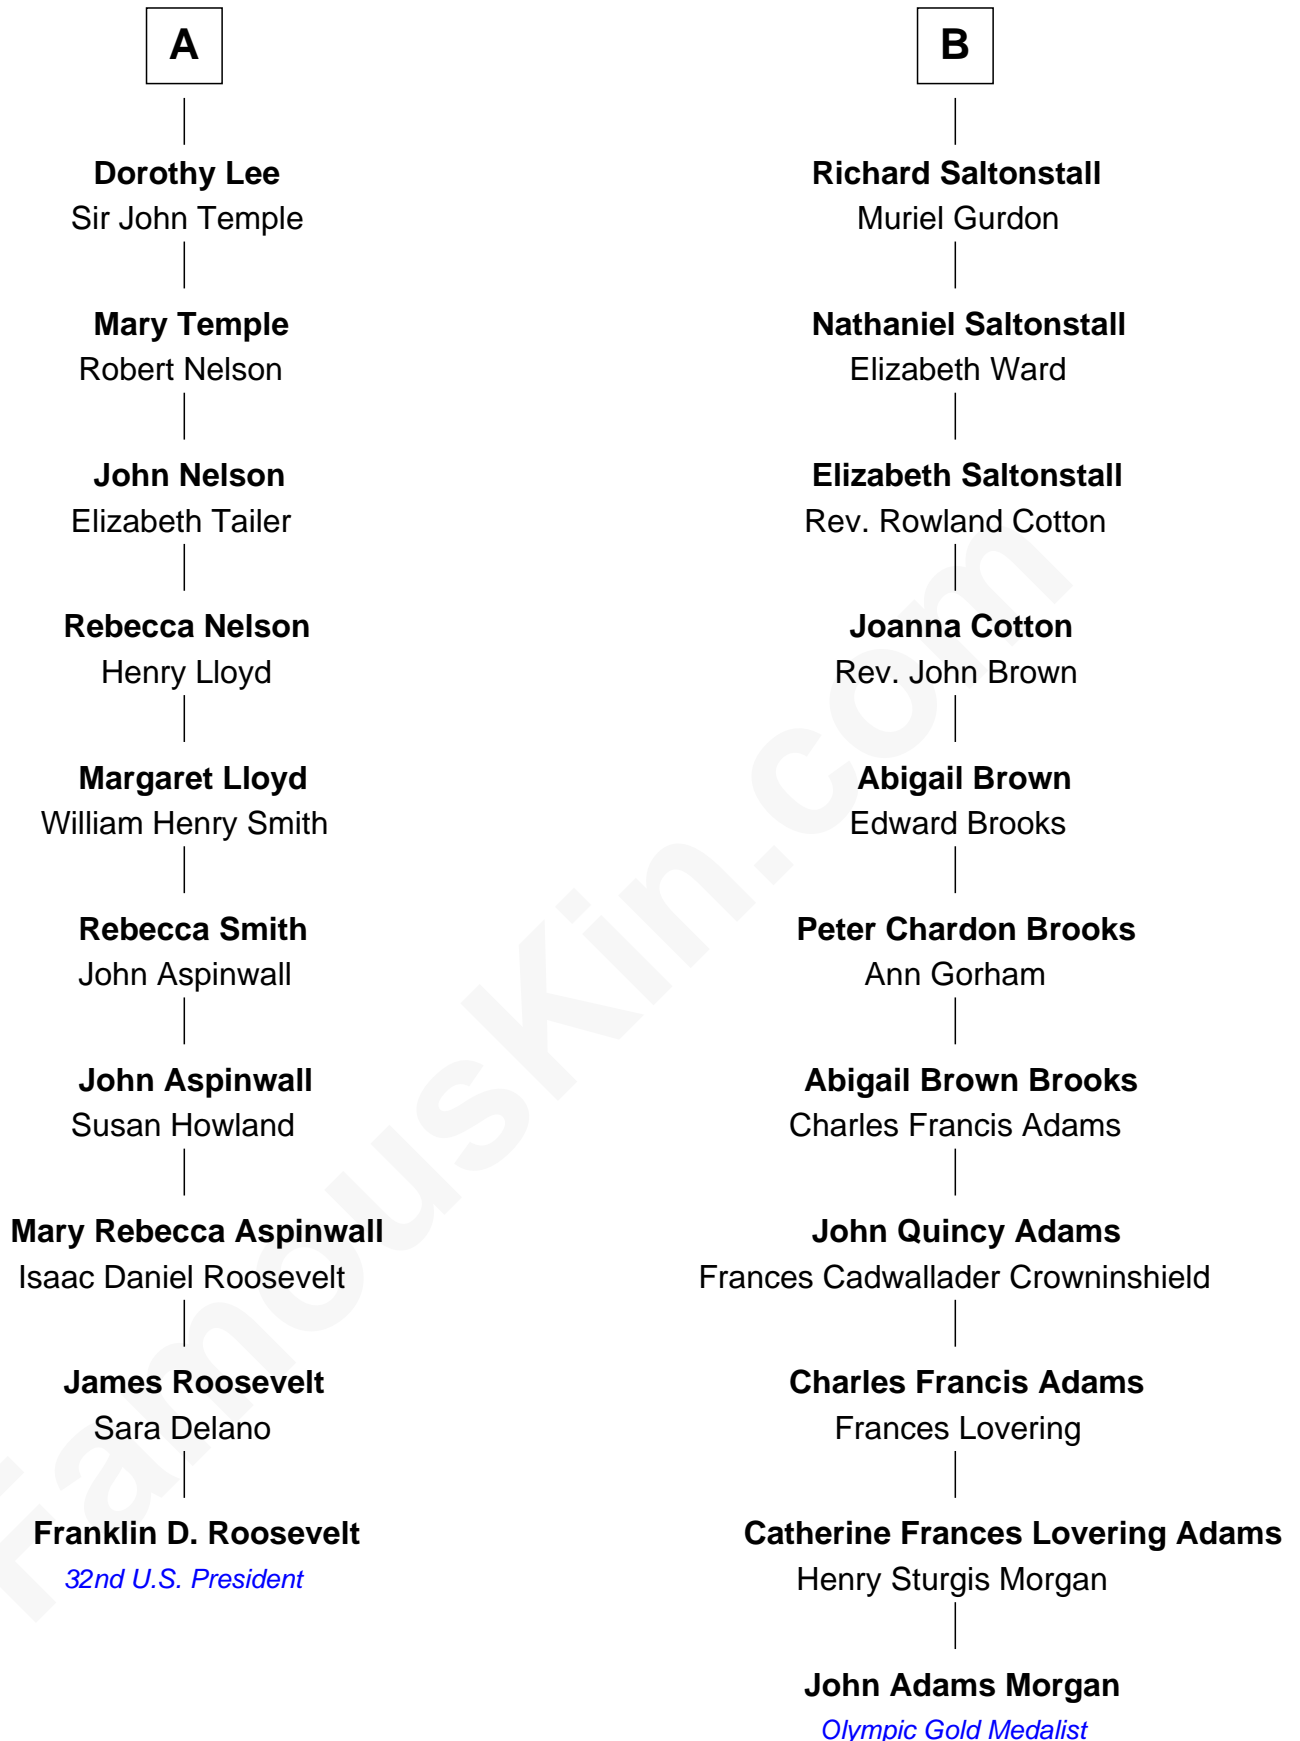 A
Dorothy Lee
Sir John Temple
Mary Temple
Robert Nelson
John Nelson
Elizabeth Tailer
Rebecca Nelson
Henry Lloyd
Margaret Lloyd
William Henry Smith
Rebecca Smith
John Aspinwall
John Aspinwall
Susan Howland
Mary Rebecca Aspinwall
Isaac Daniel Roosevelt
James Roosevelt
Sara Delano
Franklin D. Roosevelt
32nd U.S. President
B
Richard Saltonstall
Muriel Gurdon
Nathaniel Saltonstall
Elizabeth Ward
Elizabeth Saltonstall
Rev. Rowland Cotton
Joanna Cotton
Rev. John Brown
Abigail Brown
Edward Brooks
Peter Chardon Brooks
Ann Gorham
Abigail Brown Brooks
Charles Francis Adams
John Quincy Adams
Frances Cadwallader Crowninshield
Charles Francis Adams
Frances Lovering
Catherine Frances Lovering Adams
Henry Sturgis Morgan
John Adams Morgan
Olympic Gold Medalist
FamousKin.com